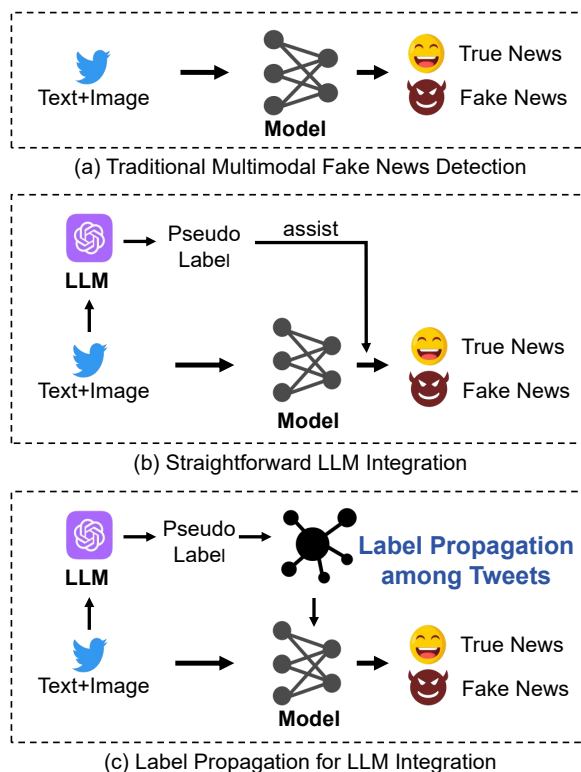 Text+Image
Model
True News
Fake News
(a) Traditional Multimodal Fake News Detection
LLM
Pseudo
Label
assist
Text+Image
Model
True News
Fake News
(b) Straightforward LLM Integration
LLM
Pseudo
Label
Label Propagation
among Tweets
Text+Image
Model
True News
Fake News
(c) Label Propagation for LLM Integration